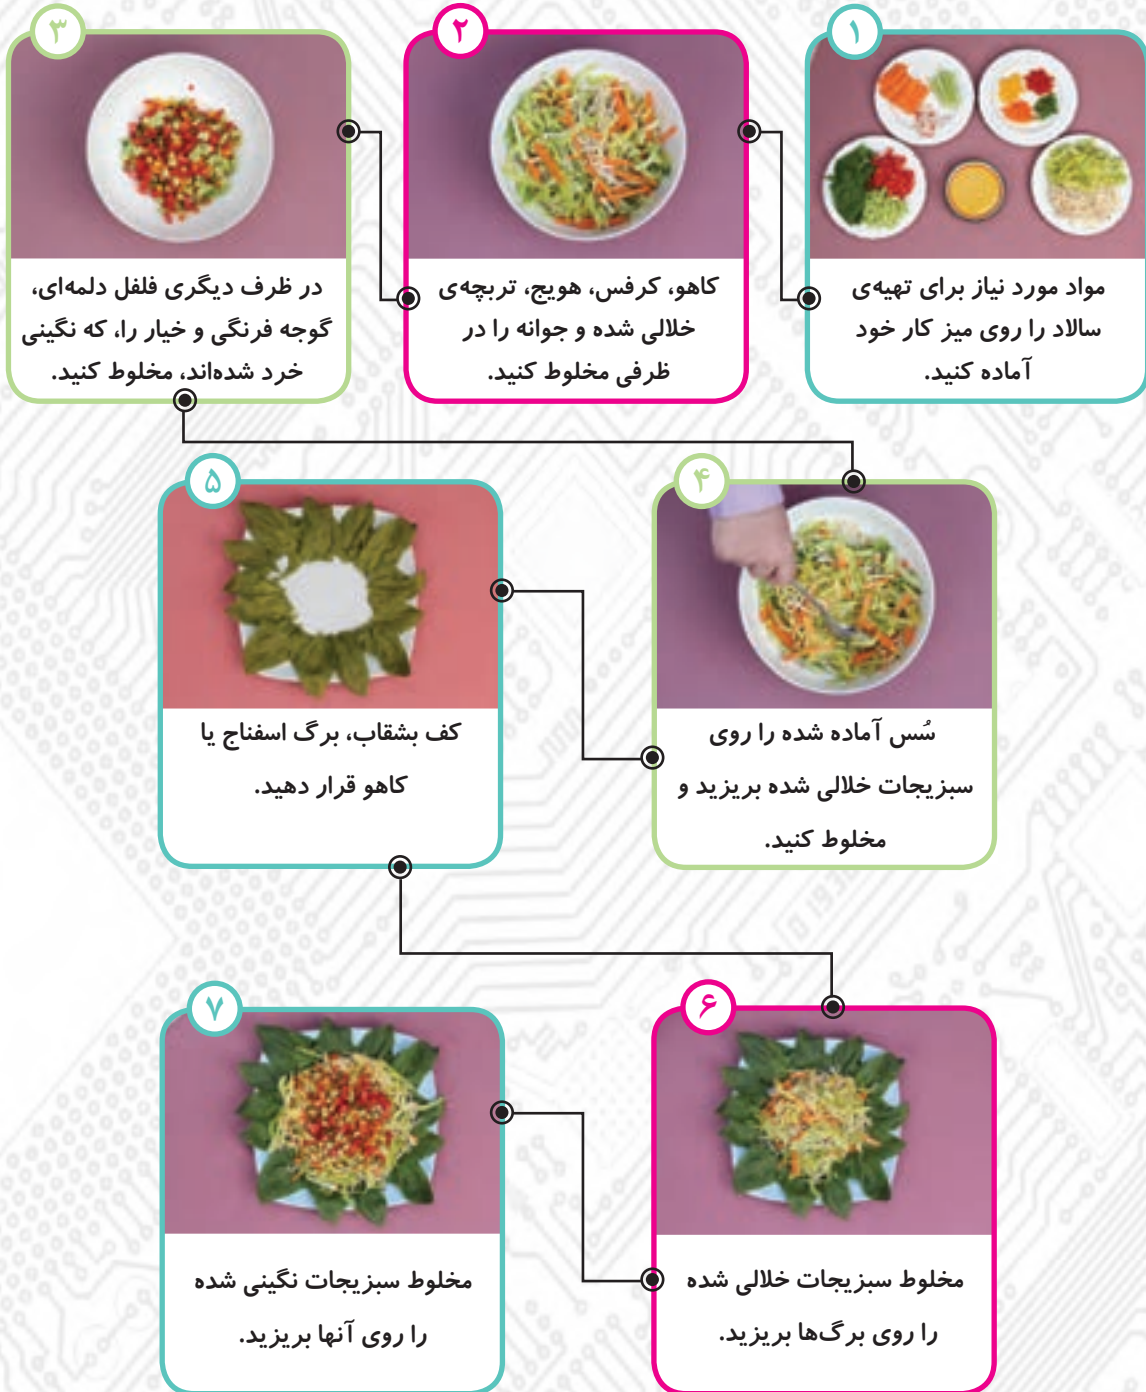 ۱
مواد مورد نیاز برای تهیه‌ی
سالاد را روی میز کار خود
آماده کنید.
۲
کاهو، کرفس، هویج، تربچه‌ی
خلالی شده و جوانه را در
ظرفی مخلوط کنید.
۳
در ظرف دیگری فلفل دلمه‌ای،
گوجه فرنگی و خیار را، که نگینی
خرد شده‌اند، مخلوط کنید.
۴
سُس آماده شده را روی
سبزیجات خلالی شده بریزید و
مخلوط کنید.
۵
کف بشقاب، برگ اسفناج یا
کاهو قرار دهید.
۶
مخلوط سبزیجات خلالی شده
را روی برگ‌ها بریزید.
۷
مخلوط سبزیجات نگینی شده
را روی آنها بریزید.